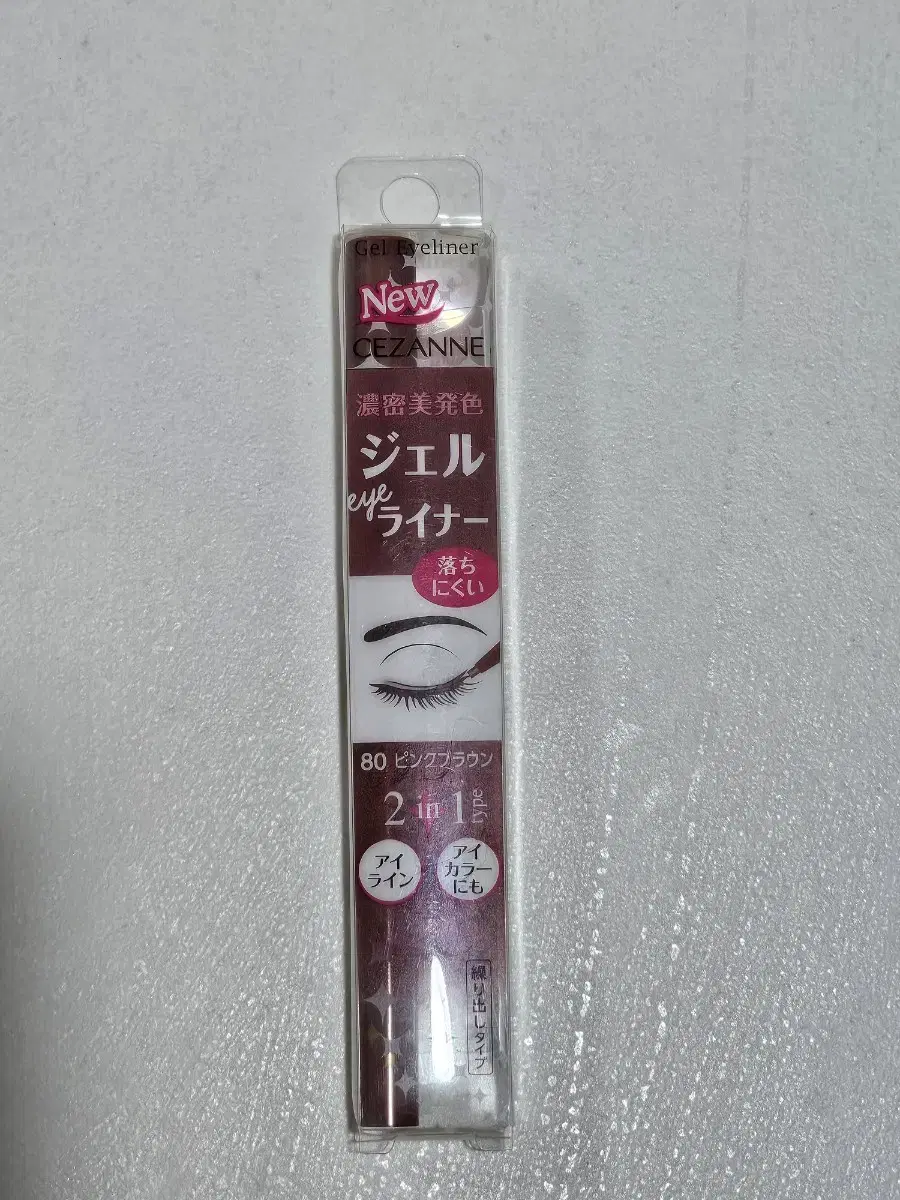 Gel Eyeliner
New
CEZANNE
濃密美発色
ジェル
eye
ライナー
落ち
にくい
80 ピンクブラウン
2 in 1 type
アイ
ライン
アイ
カラー
にも
繰り出しタイプ